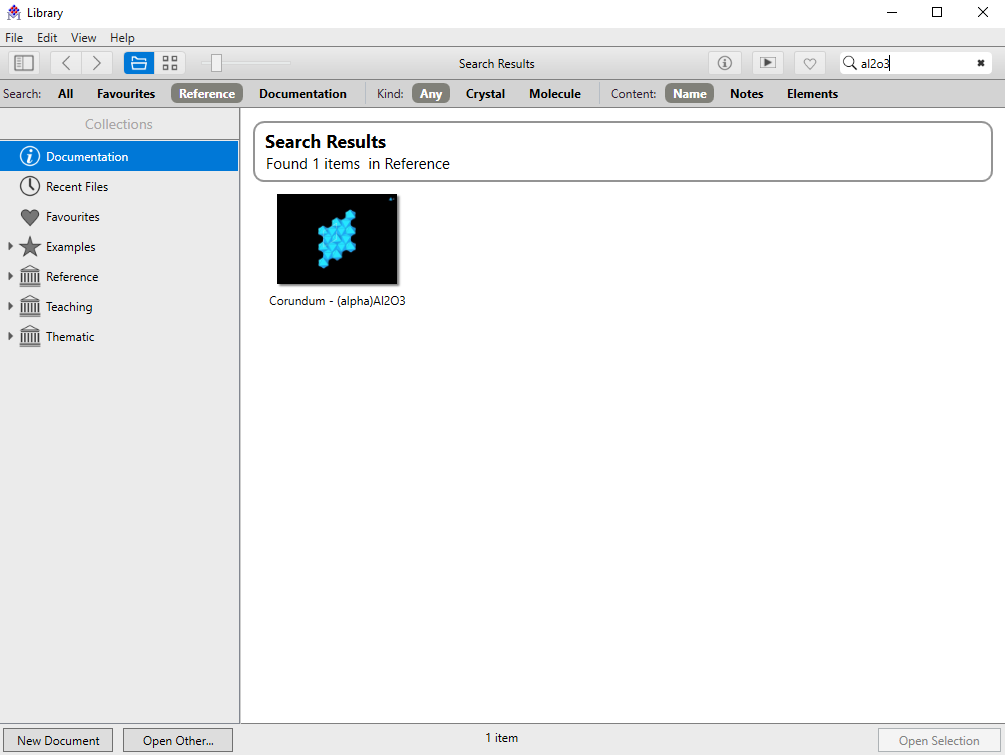 Library
File Edit View Help
Search Results
al2o3
Search: All Favourites Reference Documentation Kind: Any Crystal Molecule Content: Name Notes Elements
Collections
Documentation
Recent Files
Favourites
Examples
Reference
Teaching
Thematic
Search Results
Found 1 items in Reference
Corundum - (alpha)Al2O3
New Document
Open Other...
1 item
Open Selection